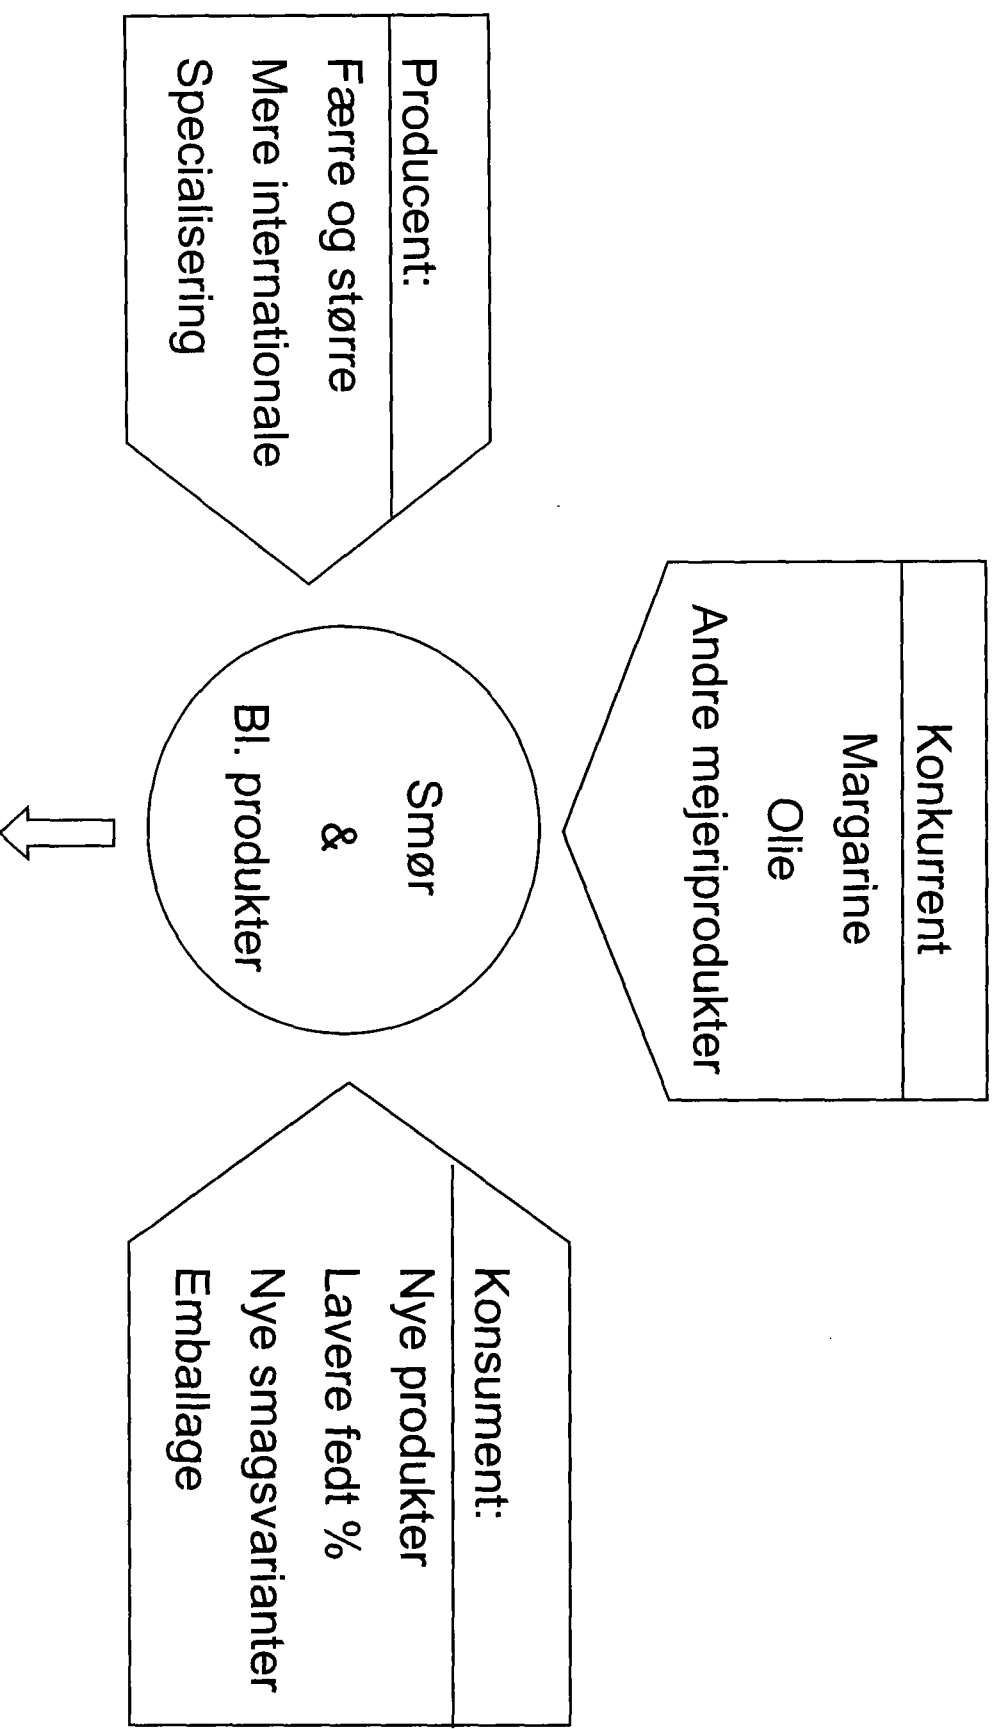 Konkurrent
Margarine
Olie
Andre mejeriprodukter
Producent:
Færre og større
Mere internationale
Specialisering
Smør
&
Bl. produkter
Konsument:
Nye produkter
Lavere fedt %
Nye smagsvarianter
Emballage